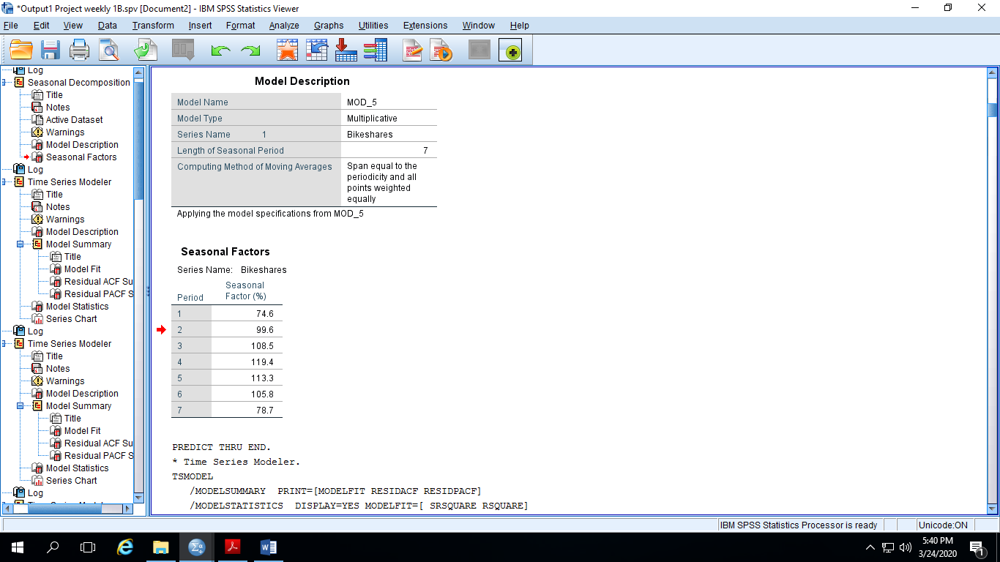 *Output1 Project weekly 1B.spv [Document2] - IBM SPSS Statistics Viewer
File Edit View Data Transform Insert Format Analyze Graphs Utilities Extensions Window Help
Log
Seasonal Decomposition
Title
Notes
Active Dataset
Warnings
Model Description
Seasonal Factors
Log
Time Series Modeler
Title
Notes
Warnings
Model Description
Model Summary
Title
Model Fit
Residual ACF Su
Residual PACF S
Model Statistics
Series Chart
Log
Time Series Modeler
Title
Notes
Warnings
Model Description
Model Summary
Title
Model Fit
Residual ACF Su
Residual PACF S
Model Statistics
Series Chart
Log
Model Description
Model Name MOD_5
Model Type Multiplicative
Series Name 1 Bikeshares
Length of Seasonal Period 7
Computing Method of Moving Averages Span equal to the
periodicity and all
points weighted
equally
Applying the model specifications from MOD_5
Seasonal Factors
Series Name: Bikeshares
Period Seasonal
Factor (%)
1 74.6
2 99.6
3 108.5
4 119.4
5 113.3
6 105.8
7 78.7
PREDICT THRU END.
* Time Series Modeler.
TSMODEL
/MODELSUMMARY PRINT=[MODELFIT RESIDACF RESIDPACF]
/MODELSTATISTICS DISPLAY=YES MODELFIT=[ SRSQUARE RSQUARE]
IBM SPSS Statistics Processor is ready Unicode:ON
5:40 PM
3/24/2020
1